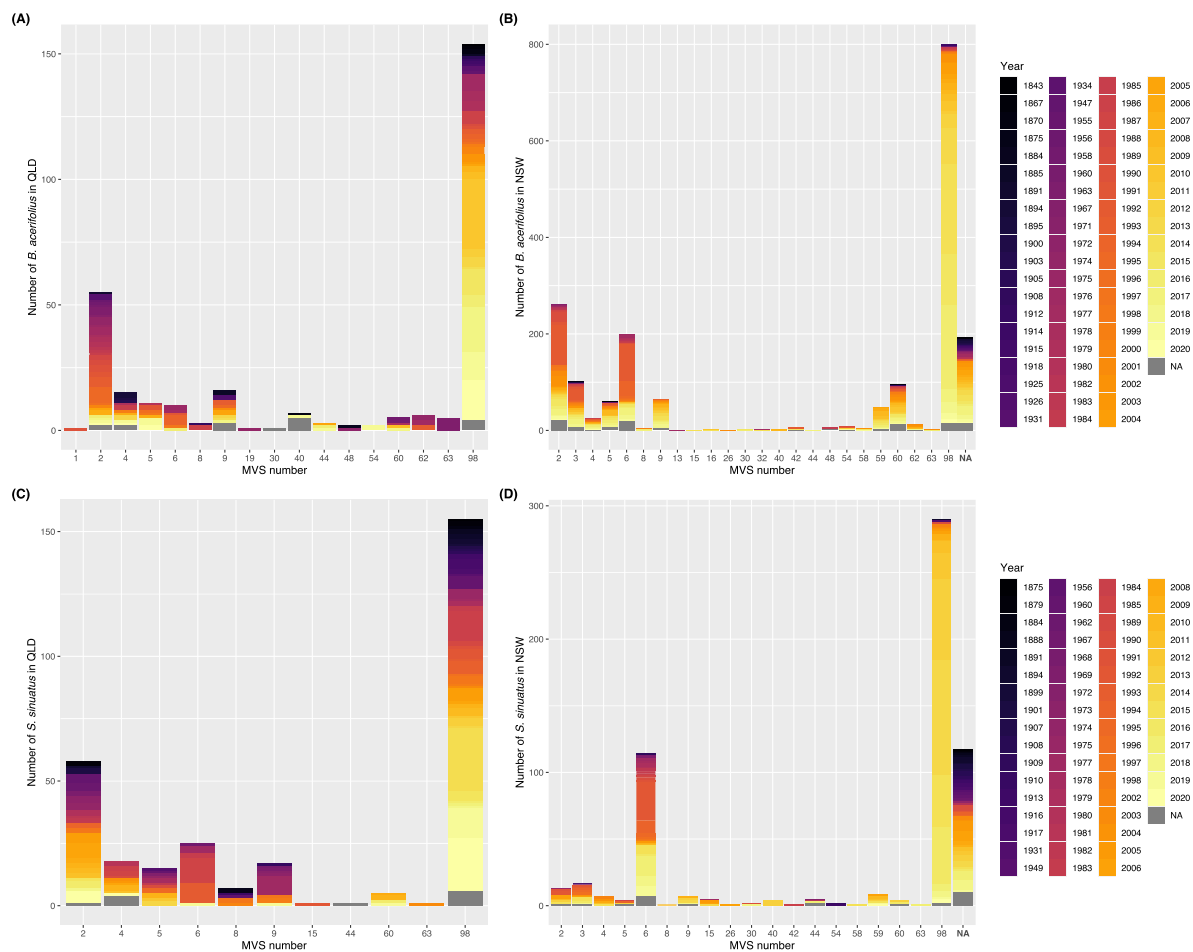 (A)
Number of B. acerifolius in QLD
150
100
50
0
1 2 4 5 6 8 9 19 30 40 44 48 54 60 62 63 98
MVS number
(B)
Number of B. acerifolius in NSW
800
600
400
200
0
2 3 4 5 6 8 9 13 15 16 26 30 32 40 42 44 48 54 58 59 60 62 63 98 NA
MVS number
Year
1843 1934 1985 2005
1867 1947 1986 2006
1870 1955 1987 2007
1875 1956 1988 2009
1884 1958 1989 2010
1885 1960 1990 2011
1891 1963 1991 2012
1894 1967 1992 2013
1895 1971 1993 2014
1900 1972 1994 2015
1903 1974 1995 2016
1905 1975 1996 2017
1908 1976 1997 2018
1912 1977 1998 2019
1914 1978 1999 2020
1915 1979 2000 NA
1918 1980 2001
1925 1982 2002
1926 1983 2003
1931 1984 2004
(C)
Number of S. sinuatus in QLD
150
100
50
0
2 4 5 6 8 9 15 44 60 63 98
MVS number
(D)
Number of S. sinuatus in NSW
300
200
100
0
2 3 4 5 6 8 9 15 26 30 40 42 44 54 58 59 60 63 98 NA
MVS number
Year
1875 1956 1984 2008
1879 1960 1985 2009
1884 1962 1989 2010
1888 1967 1990 2011
1891 1968 1991 2012
1894 1969 1992 2013
1899 1972 1993 2014
1901 1973 1994 2015
1907 1974 1995 2016
1908 1975 1996 2017
1909 1977 1997 2018
1910 1978 1998 2019
1913 1979 2002 2020
1916 1980 2003 NA
1917 1981 2004
1931 1982 2005
1949 1983 2006